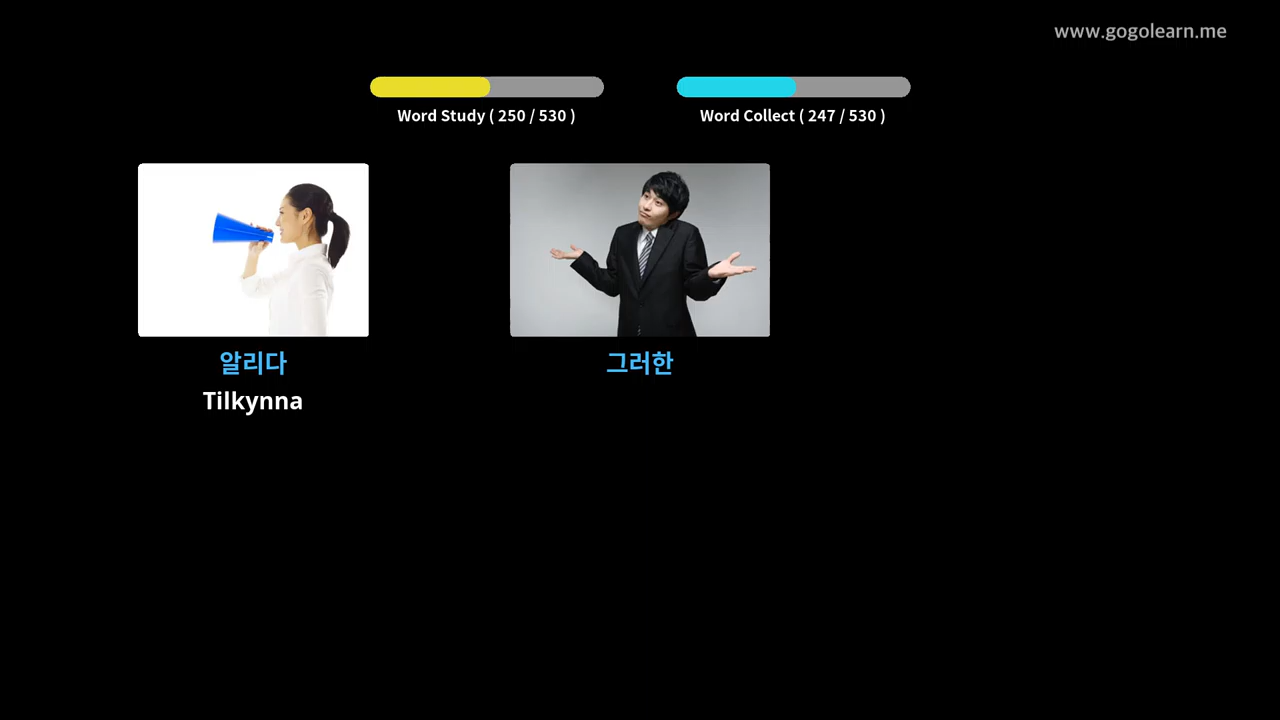 www.gogolearn.me
Word Study ( 250 / 530 )
Word Collect ( 247 / 530 )
알리다
Tilkynna
그러한